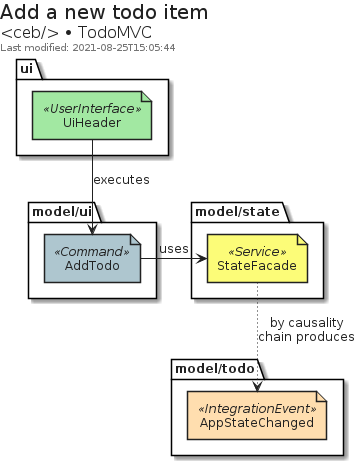 Add a new todo item
<ceb/> • TodoMVC
Last modified: 2021-08-25T15:05:44
ui
«UserInterface»
UiHeader
executes
model/ui
«Command»
AddTodo
uses
model/state
«Service»
StateFacade
by causality
chain produces
model/todo
«IntegrationEvent»
AppStateChanged